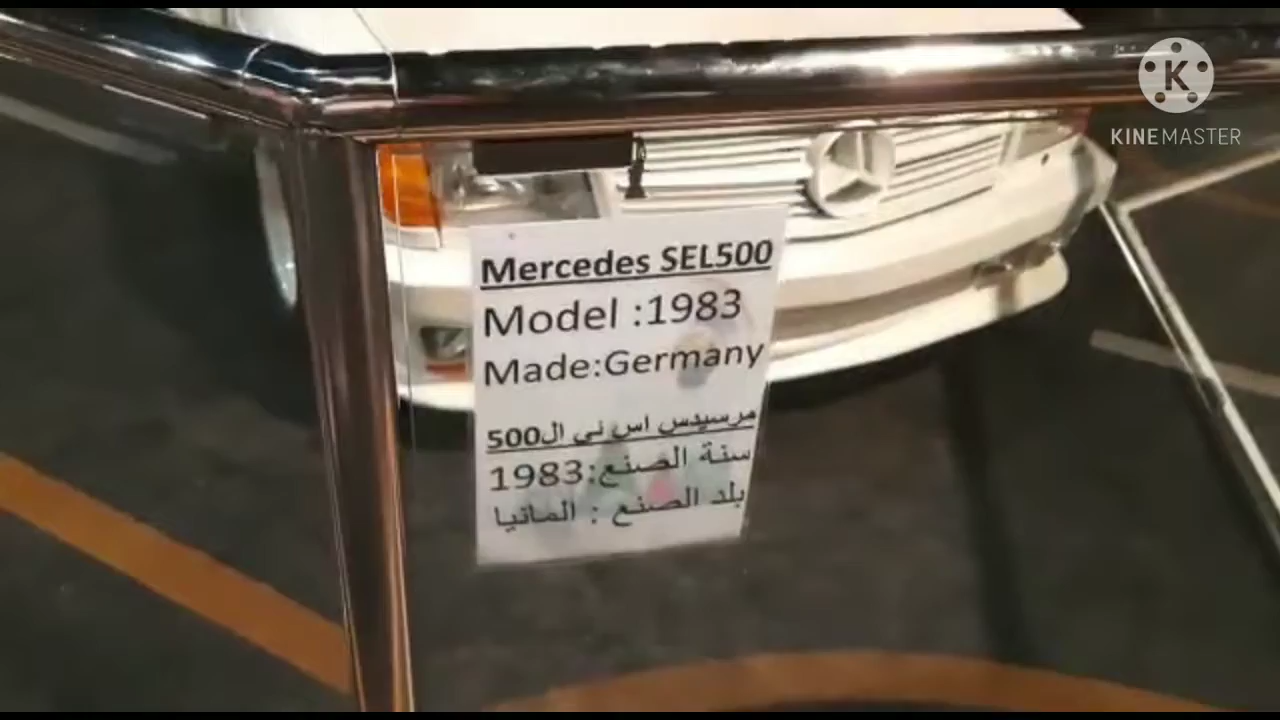 KINEMASTER
Mercedes SEL500
Model :1983
Made:Germany
مرسيدس اس ئي ال500
سنة الصنع:1983
بلد الصنع : المانيا